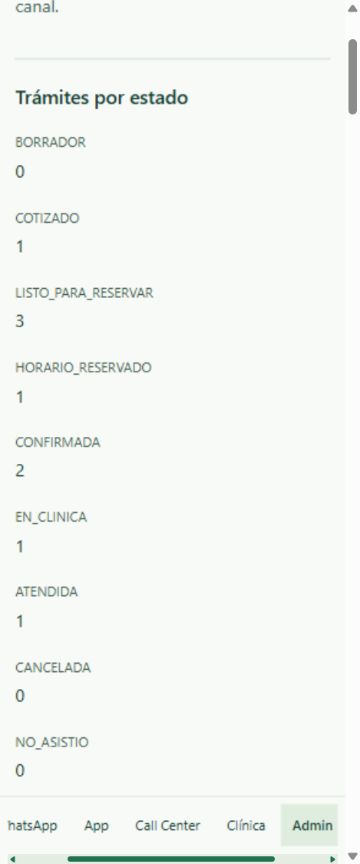 canal.
Trámites por estado
BORRADOR
0
COTIZADO
1
LISTO_PARA_RESERVAR
3
HORARIO_RESERVADO
1
CONFIRMADA
2
EN_CLINICA
1
ATENDIDA
1
CANCELADA
0
NO_ASISTIO
0
hatsApp App Call Center Clínica Admin